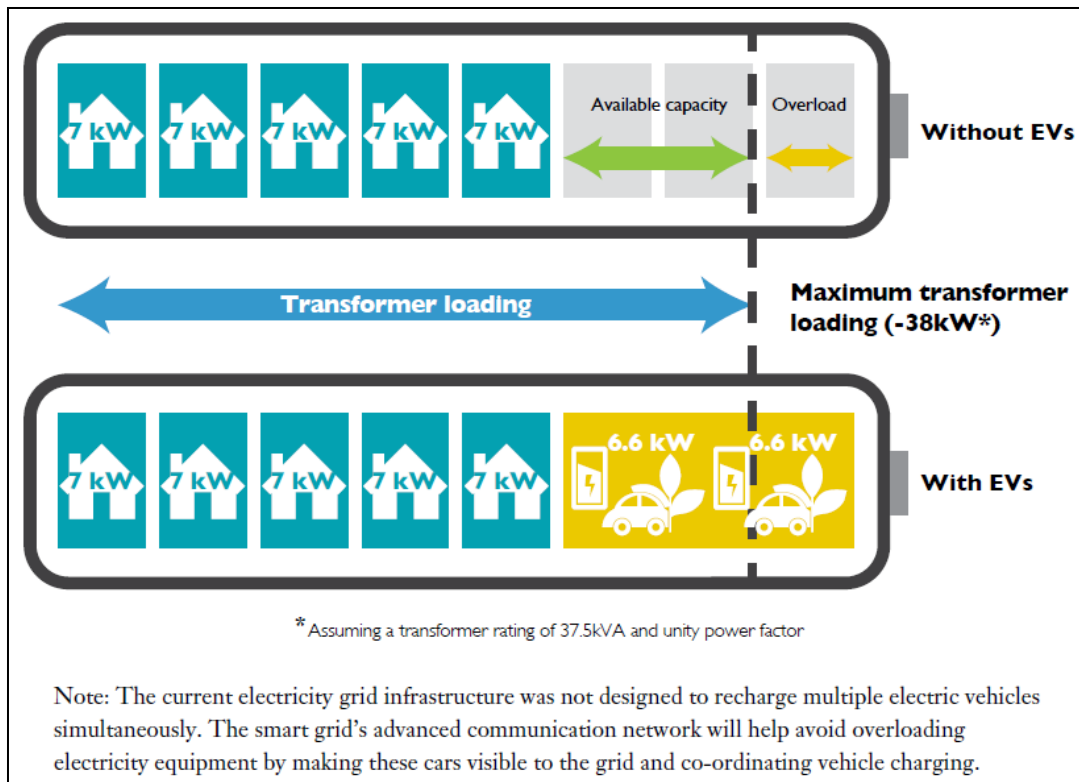 7 kW 7 kW 7 kW 7 kW 7 kW
Available capacity
Overload
Without EVs
Transformer loading
Maximum transformer
loading (-38kW*)
7 kW 7 kW 7 kW 7 kW 7 kW
6.6 kW 6.6 kW
With EVs
*Assuming a transformer rating of 37.5kVA and unity power factor
Note: The current electricity grid infrastructure was not designed to recharge multiple electric vehicles
simultaneously. The smart grid’s advanced communication network will help avoid overloading
electricity equipment by making these cars visible to the grid and co-ordinating vehicle charging.